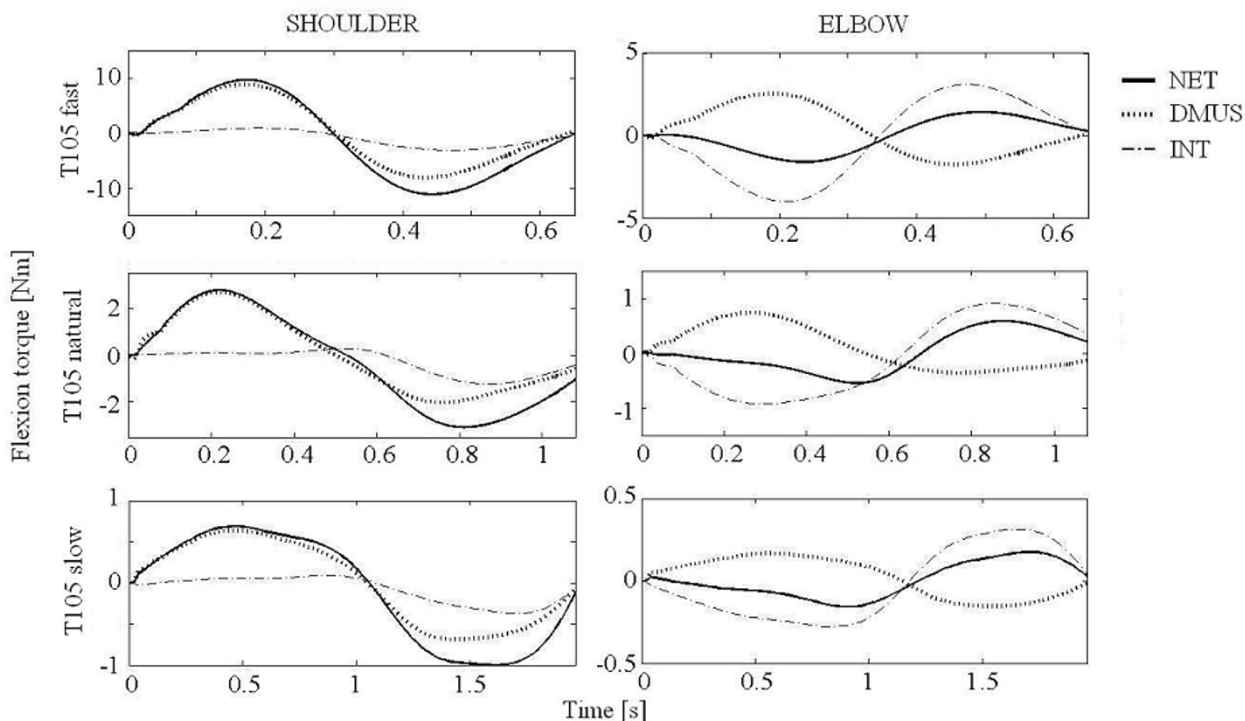 SHOULDER
ELBOW
NET
DMUS
INT
Flexion torque [Nm]
T105 fast
10
0
-10
0 0.2 0.4 0.6
5
0
-5
0 0.2 0.4 0.6
T105 natural
2
0
-2
0 0.2 0.4 0.6 0.8 1
1
0
-1
0 0.2 0.4 0.6 0.8 1
T105 slow
1
0
-1
0 0.5 1 1.5
0.5
0
-0.5
0 0.5 1 1.5
Time [s]